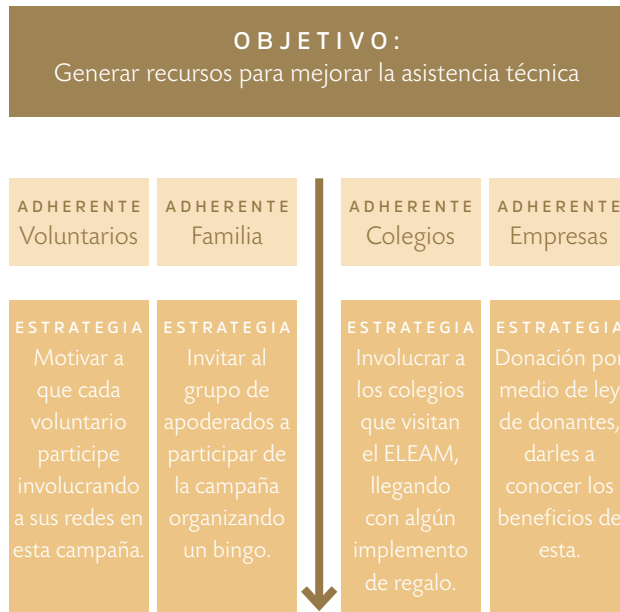 OBJETIVO:
Generar recursos para mejorar la asistencia técnica
ADHERENTE
Voluntarios
ADHERENTE
Familia
ADHERENTE
Colegios
ADHERENTE
Empresas
ESTRATEGIA
Motivar a
que cada
voluntario
participe
involucrando
a sus redes en
esta campaña.
ESTRATEGIA
Invitar al
grupo de
apoderados a
participar de
la campaña
organizando
un bingo.
ESTRATEGIA
Involucrar a
los colegios
que visitan
el ELEAM,
llegando
con algún
implemento
de regalo.
ESTRATEGIA
Donación por
medio de ley
de donantes,
darles a
conocer los
beneficios de
esta.